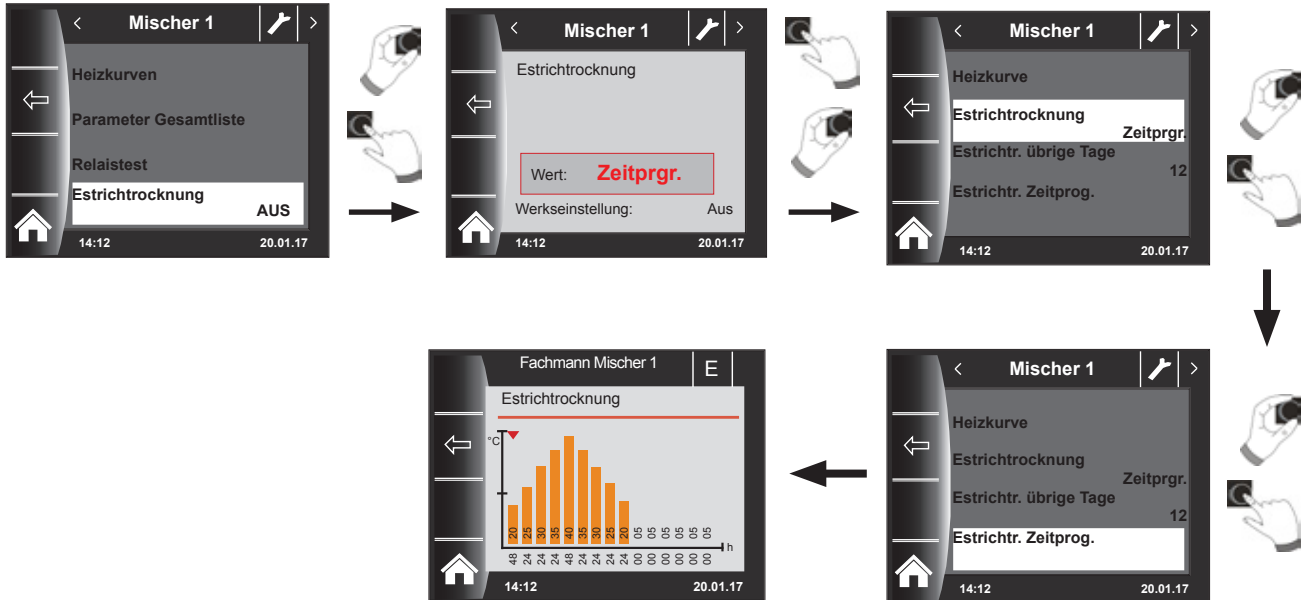 < Mischer 1 >
Heizkurven
Parameter Gesamtliste
Relaistest
Estrichtrocknung
AUS
14:12 20.01.17
< Mischer 1 >
Estrichtrocknung
Wert: Zeitprgr.
Werkseinstellung: Aus
14:12 20.01.17
< Mischer 1 >
Heizkurve
Estrichtrocknung
Zeitprgr.
Estrichtr. übrige Tage
12
Estrichtr. Zeitprog.
14:12 20.01.17
< Mischer 1 >
Heizkurve
Estrichtrocknung
Zeitprgr.
Estrichtr. übrige Tage
12
Estrichtr. Zeitprog.
14:12 20.01.17
Fachmann Mischer 1 E
Estrichtrocknung
°C
20 25 30 35 40 35 30 25 20 05 05 05 05 05
h
48 24 24 24 48 24 24 24 24 00 00 00 00 00
14:12 20.01.17